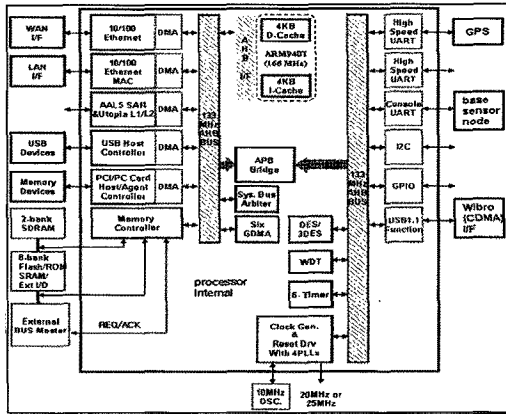 WAN I/F
10/100 Ethernet
DMA
LAN I/F
10/100 Ethernet MAC
DMA
AAL5 SAR &Utopia L1/L2
DMA
USB Devices
USB Host Controller
DMA
Memory Devices
PCI/PC Card Host/Agent Controller
DMA
2-bank SDRAM
Memory Controller
8-bank Flash/ROM SRAM/ Ext I/O
External BUS Master
REQ/ACK
133 MHz AHB BUS
AHB I/F
4KB D-Cache
ARM940T (166 MHz)
4KB I-Cache
APB Bridge
Sys. Bus Arbiter
Six GDMA
processor Internal
DES/ 3DES
WDT
6- Timer
Clock Gen. & Reset Drv With 4PLLs
10MHz OSC.
20MHz or 25MHz
133 MHz AHB BUS
High Speed UART
GPS
High Speed UART
Console UART
base sensor node
I2C
GPIO
USB1.1 Function
Wibro (CDMA) I/F